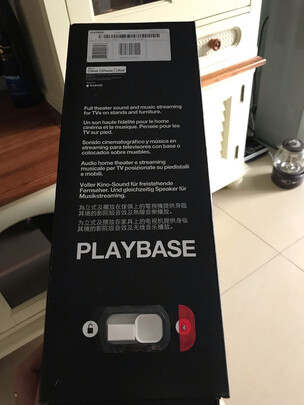 Full theater sound and music streaming
for TVs on stands and furniture.
Un son haute fidélité pour le home
cinéma et la musique. Pensée pour les
TV sur pied.
Sonido cinematográfico y música en
streaming para televisores con base o
colocados sobre muebles.
Audio home theater e streaming
musicale per TV posizionate su piedistalli
e mobili.
Voller Kino-Sound für freistehende
Fernseher. Und gleichzeitig Speaker für
Musikstreaming.
為立式及擺放在傢俱上的電視機提供身臨
其境的影院級音效及無線音樂播放。
为立式及摆放在家具上的电视机提供身临
其境的影院级音效及无线音乐播放。
PLAYBASE